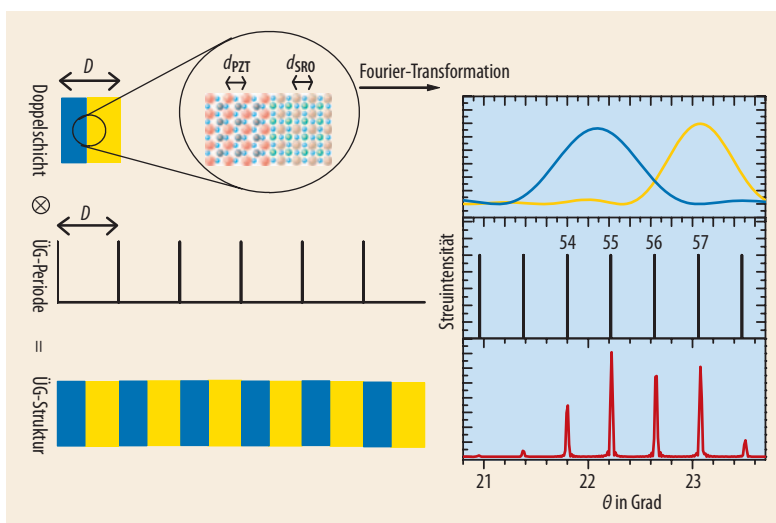 D
d_PZT
d_SRO
Fourier-Transformation
Doppelschicht
⊗
D
ÜG-Periode
=
ÜG-Struktur
Streuintensität
54 55 56 57
21 22 23
θ in Grad